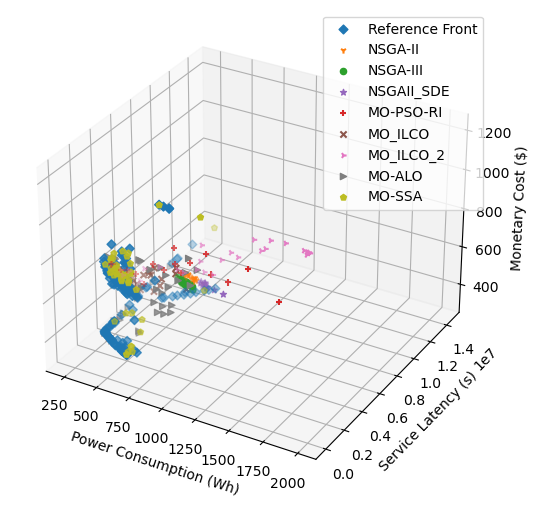 Reference Front
NSGA-II
NSGA-III
NSGAII_SDE
MO-PSO-RI
MO_ILCO
MO_ILCO_2
MO-ALO
MO-SSA
1200
1000
800
600
400
Monetary Cost ($)
1e7
1.4
1.2
1.0
0.8
0.6
0.4
0.2
0.0
Service Latency (s)
250
500
750
1000
1250
1500
1750
2000
Power Consumption (Wh)